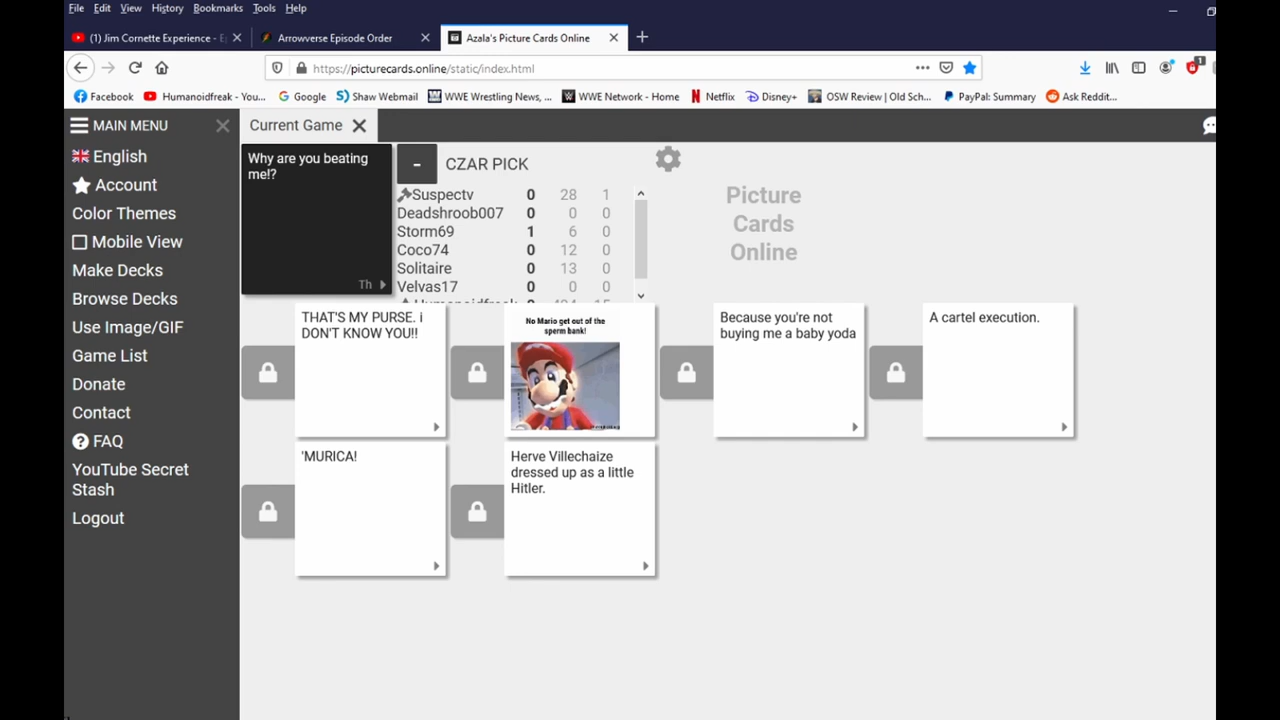 File Edit View History Bookmarks Tools Help
(1) Jim Cornette Experience - E
Arrowverse Episode Order
Azala's Picture Cards Online
https://picturecards.online/static/index.html
1
Facebook
Humanoidfreak - You...
Google
Shaw Webmail
WWE Wrestling News, ...
WWE Network - Home
Netflix
Disney+
OSW Review | Old Sch...
PayPal: Summary
Ask Reddit...
MAIN MENU
English
Account
Color Themes
Mobile View
Make Decks
Browse Decks
Use Image/GIF
Game List
Donate
Contact
FAQ
YouTube Secret
Stash
Logout
Current Game
Why are you beating
me!?
Th
-
CZAR PICK
Suspectv 0 28 1
Deadshroob007 0 0 0
Storm69 1 6 0
Coco74 0 12 0
Solitaire 0 13 0
Velvas17 0 0 0
Picture
Cards
Online
THAT'S MY PURSE. i
DON'T KNOW YOU!!
No Mario get out of the
sperm bank!
Because you're not
buying me a baby yoda
A cartel execution.
'MURICA!
Herve Villechaize
dressed up as a little
Hitler.